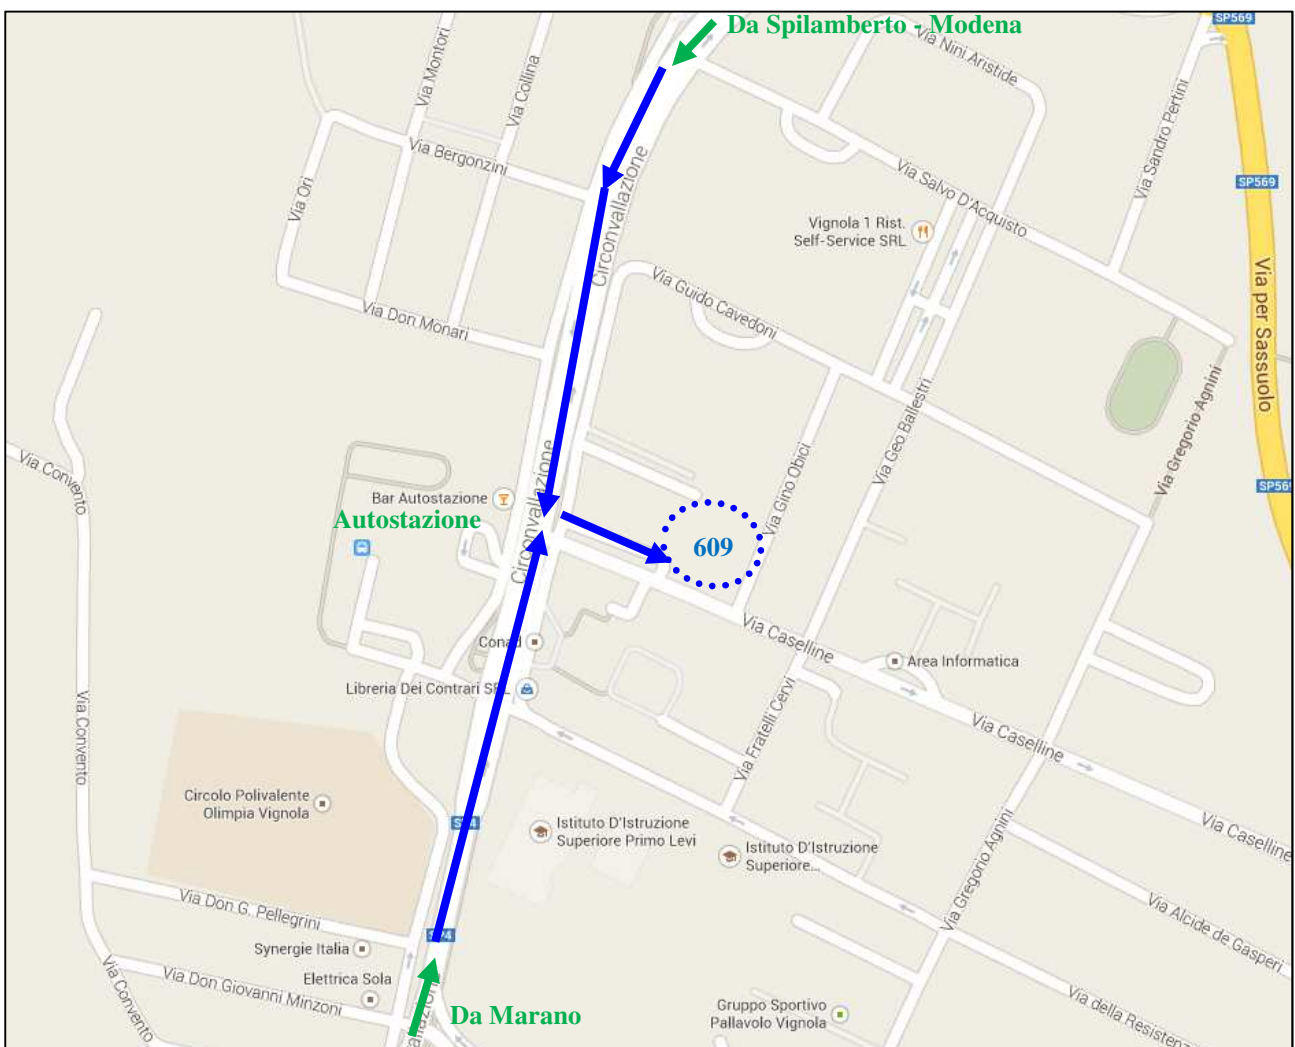 Da Spilamberto - Modena
SP569
Via Nini Aristide
Via Montori
Via Collina
Via Sandro Pertini
Via Bergonzini
Via Salvo D'Acquisto
SP569
Via Ori
Circonvallazione
Vignola 1 Rist.
Self-Service SRL
Via per Sassuolo
Via Guido Cavedoni
Via Don Monari
Via Gregorio Agnini
Via Geo Ballestri
Via Gino Obici
Via Convento
Circonvallazione
Bar Autostazione
Autostazione
609
Via Caselline
Conad
Area Informatica
Libreria Dei Contrari SRL
Via Convento
Via Fratelli Cervi
Via Caselline
Circolo Polivalente
Olimpia Vignola
SP4
Istituto D'Istruzione
Superiore Primo Levi
Istituto D'Istruzione
Superiore...
Via Caselline
Via Gregorio Agnini
Via Don G. Pellegrini
SP4
Via Alcide de Gasperi
Synergie Italia
Elettrica Sola
Via Don Giovanni Minzoni
Via Convento
Da Marano
Gruppo Sportivo
Pallavolo Vignola
Via della Resistenz